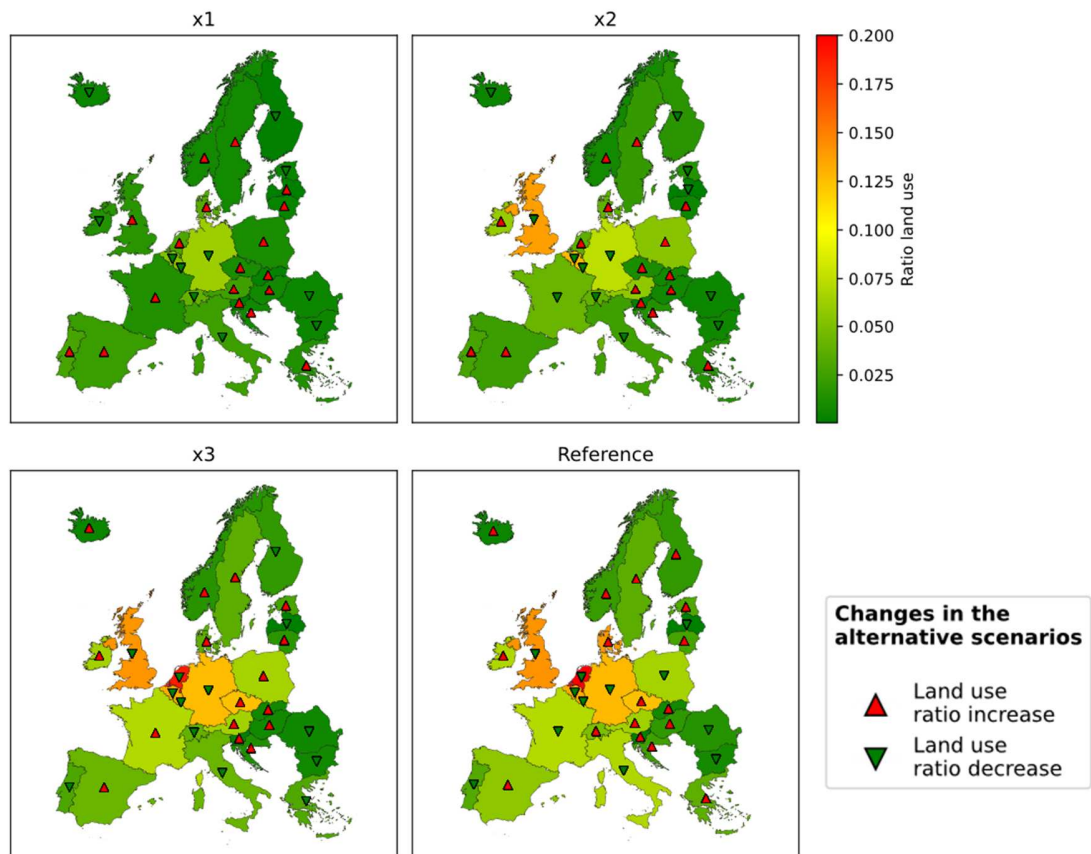 x1
x2
0.200
0.175
0.150
0.125
0.100
0.075
0.050
0.025
Ratio land use
x3
Reference
Changes in the
alternative scenarios
Land use
ratio increase
Land use
ratio decrease